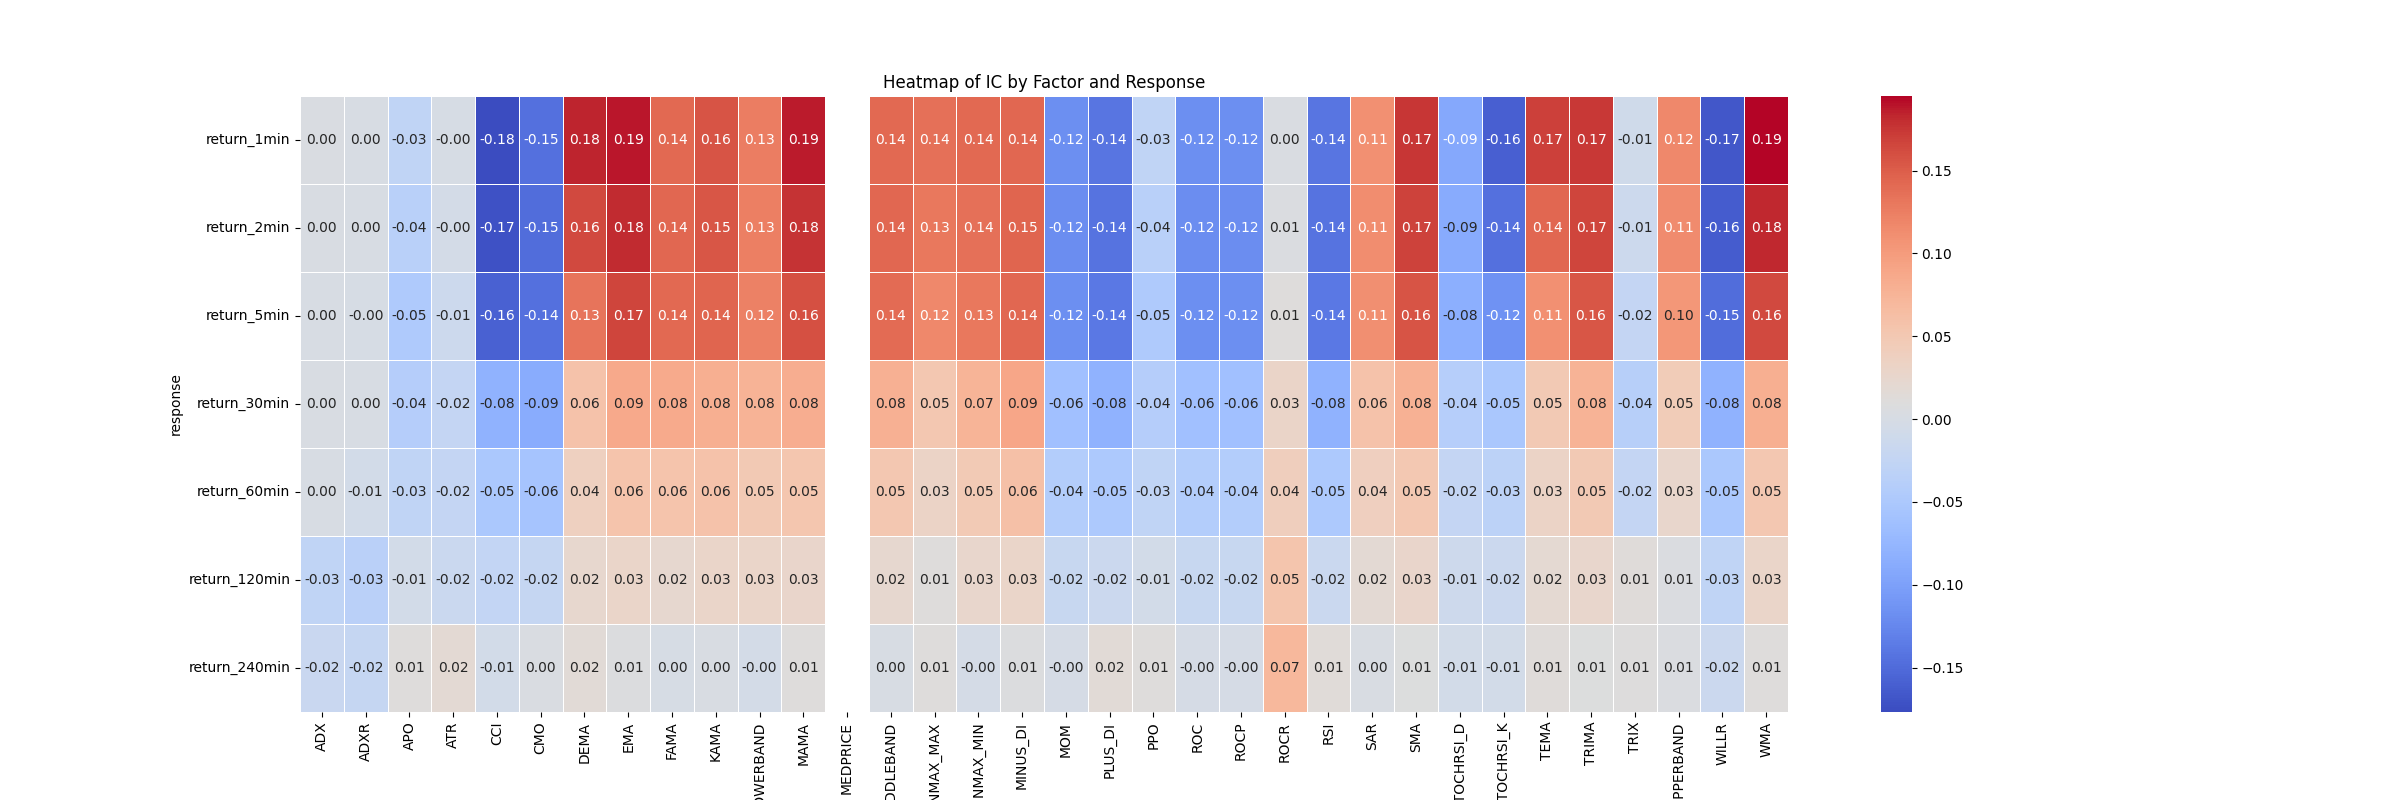 Heatmap of IC by Factor and Response
return_1min 0.00 0.00 -0.03 -0.00 -0.18 -0.15 0.18 0.19 0.14 0.16 0.13 0.19 0.14 0.14 0.14 0.14 -0.12 -0.14 -0.03 -0.12 -0.12 0.00 -0.14 0.11 0.17 -0.09 -0.16 0.17 0.17 -0.01 0.12 -0.17 0.19
return_2min 0.00 0.00 -0.04 -0.00 -0.17 -0.15 0.16 0.18 0.14 0.15 0.13 0.18 0.14 0.13 0.14 0.15 -0.12 -0.14 -0.04 -0.12 -0.12 0.01 -0.14 0.11 0.17 -0.09 -0.14 0.14 0.17 -0.01 0.11 -0.16 0.18
return_5min 0.00 -0.00 -0.05 -0.01 -0.16 -0.14 0.13 0.17 0.14 0.14 0.12 0.16 0.14 0.12 0.13 0.14 -0.12 -0.14 -0.05 -0.12 -0.12 0.01 -0.14 0.11 0.16 -0.08 -0.12 0.11 0.16 -0.02 0.10 -0.15 0.16
return_30min 0.00 0.00 -0.04 -0.02 -0.08 -0.09 0.06 0.09 0.08 0.08 0.08 0.08 0.08 0.05 0.07 0.09 -0.06 -0.08 -0.04 -0.06 -0.06 0.03 -0.08 0.06 0.08 -0.04 -0.05 0.05 0.08 -0.04 0.05 -0.08 0.08
return_60min 0.00 -0.01 -0.03 -0.02 -0.05 -0.06 0.04 0.06 0.06 0.06 0.05 0.05 0.05 0.03 0.05 0.06 -0.04 -0.05 -0.03 -0.04 -0.04 0.04 -0.05 0.04 0.05 -0.02 -0.03 0.03 0.05 -0.02 0.03 -0.05 0.05
return_120min -0.03 -0.03 -0.01 -0.02 -0.02 -0.02 0.02 0.03 0.02 0.03 0.03 0.03 0.02 0.01 0.03 0.03 -0.02 -0.02 -0.01 -0.02 -0.02 0.05 -0.02 0.02 0.03 -0.01 -0.02 0.02 0.03 0.01 0.01 -0.03 0.03
return_240min -0.02 -0.02 0.01 0.02 -0.01 0.00 0.02 0.01 0.00 0.00 -0.00 0.01 0.00 0.01 -0.00 0.01 -0.00 0.02 0.01 -0.00 -0.00 0.07 0.01 0.00 0.01 -0.01 -0.01 0.01 0.01 0.01 0.01 -0.02 0.01
response
ADX
ADXR
APO
ATR
CCI
CMO
DEMA
EMA
FAMA
KAMA
MAMA
MEDPRICE
MINUS_DI
MOM
PLUS_DI
PPO
ROC
ROCP
ROCR
RSI
SAR
SMA
TEMA
TRIMA
TRIX
WILLR
WMA
0.15
0.10
0.05
0.00
−0.05
−0.10
−0.15